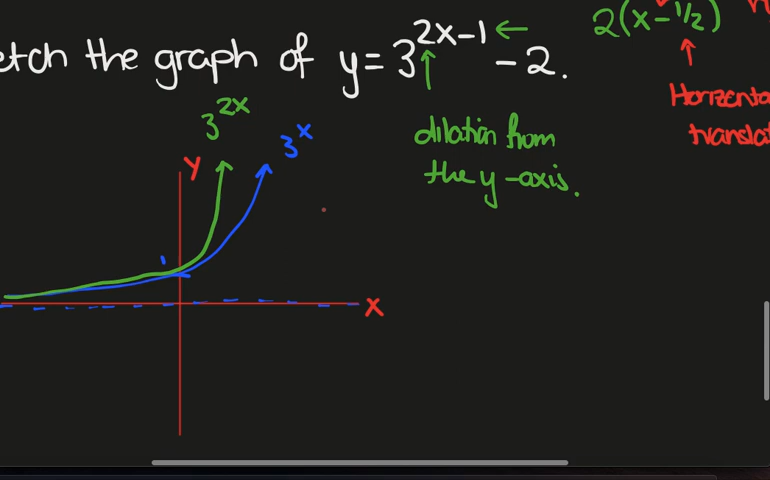 etch the graph of y = 3^{2x-1} - 2.
2(x - 1/2)
dilation from
the y-axis.
Horizonta
translat
3^{2x}
3^x
y
1
x